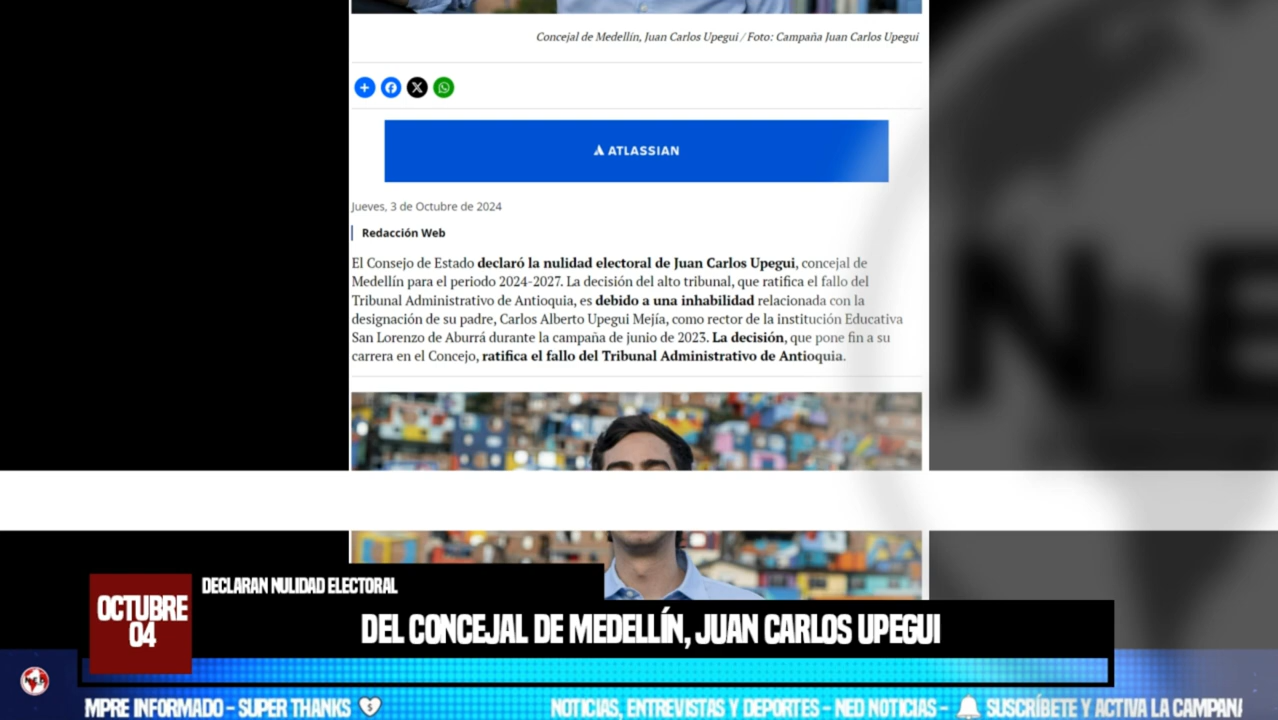 Concejal de Medellín, Juan Carlos Upegui / Foto: Campaña Juan Carlos Upegui
ATLASSIAN
Jueves, 3 de Octubre de 2024
Redacción Web
El Consejo de Estado declaró la nulidad electoral de Juan Carlos Upegui, concejal de
Medellín para el periodo 2024-2027. La decisión del alto tribunal, que ratifica el fallo del
Tribunal Administrativo de Antioquia, es debido a una inhabilidad relacionada con la
designación de su padre, Carlos Alberto Upegui Mejía, como rector de la institución Educativa
San Lorenzo de Aburrá durante la campaña de junio de 2023. La decisión, que pone fin a su
carrera en el Concejo, ratifica el fallo del Tribunal Administrativo de Antioquia.
NE
DECLARAN NULIDAD ELECTORAL
OCTUBRE
04
DEL CONCEJAL DE MEDELLÍN, JUAN CARLOS UPEGUI
MPRE INFORMADO - SUPER THANKS NOTICIAS, ENTREVISTAS Y DEPORTES - NED NOTICIAS - SUSCRÍBETE Y ACTIVA LA CAMPANA